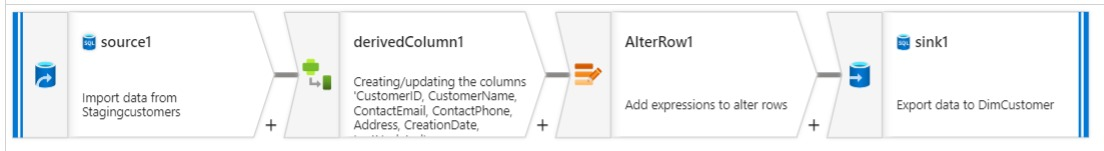 source1
Import data from
Stagingcustomers
+
derivedColumn1
Creating/updating the columns
'CustomerID, CustomerName,
ContactEmail, ContactPhone,
Address, CreationDate,
+
AlterRow1
Add expressions to alter rows
+
sink1
Export data to DimCustomer